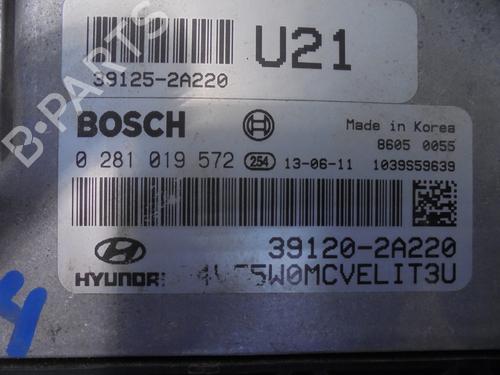 U21
39125-2A220
B-PARTS
BOSCH
Made in Korea
8605 0055
0 281 019 572 254 13-06-11 1039S59639
39120-2A220
HYUNDAI W0MCVELIT3U
4